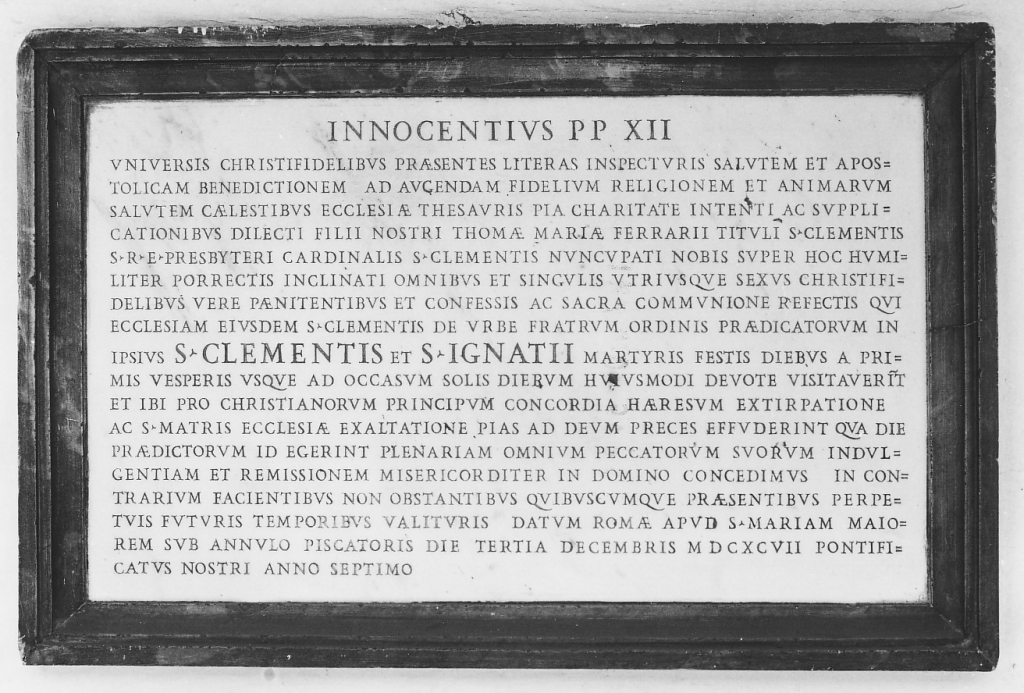 INNOCENTIVS PP XII
VNIVERSIS CHRISTIFIDELIBVS PRÆSENTES LITERAS INSPECTVRIS SALVTEM ET APOS=
TOLICAM BENEDICTIONEM AD AVGENDAM FIDELIVM RELIGIONEM ET ANIMARVM
SALVTEM CÆLESTIBVS ECCLESIÆ THESAVRIS PIA CHARITATE INTENTI AC SVPPLI=
CATIONIBVS DILECTI FILII NOSTRI THOMÆ MARIÆ FERRARII TITVLI S·CLEMENTIS
S·R·E·PRESBYTERI CARDINALIS S·CLEMENTIS NVNCVPATI NOBIS SVPER HOC HVMI=
LITER PORRECTIS INCLINATI OMNIBVS ET SINGVLIS VTRIVSQVE SEXVS CHRISTIFI=
DELIBVS VERE PÆNITENTIBVS ET CONFESSIS AC SACRA COMMVNIONE REFECTIS QVI
ECCLESIAM EIVSDEM S·CLEMENTIS DE VRBE FRATRVM ORDINIS PRÆDICATORVM IN
IPSIVS S·CLEMENTIS ET S·IGNATII MARTYRIS FESTIS DIEBVS A PRI=
MIS VESPERIS VSQVE AD OCCASVM SOLIS DIERVM HVIVSMODI DEVOTE VISITAVERIT̃
ET IBI PRO CHRISTIANORVM PRINCIPVM CONCORDIA HÆRESVM EXTIRPATIONE
AC S·MATRIS ECCLESIÆ EXALTATIONE PIAS AD DEVM PRECES EFFVDERINT QVA DIE
PRÆDICTORVM ID EGERINT PLENARIAM OMNIVM PECCATORVM SVORVM INDVL=
GENTIAM ET REMISSIONEM MISERICORDITER IN DOMINO CONCEDIMVS IN CON=
TRARIVM FACIENTIBVS NON OBSTANTIBVS QVIBVSCVMQVE PRÆSENTIBVS PERPE=
TVIS FVTVRIS TEMPORIBVS VALITVRIS DATVM ROMÆ APVD S·MARIAM MAIO=
REM SVB ANNVLO PISCATORIS DIE TERTIA DECEMBRIS M DCXCVII PONTIFI=
CATVS NOSTRI ANNO SEPTIMO